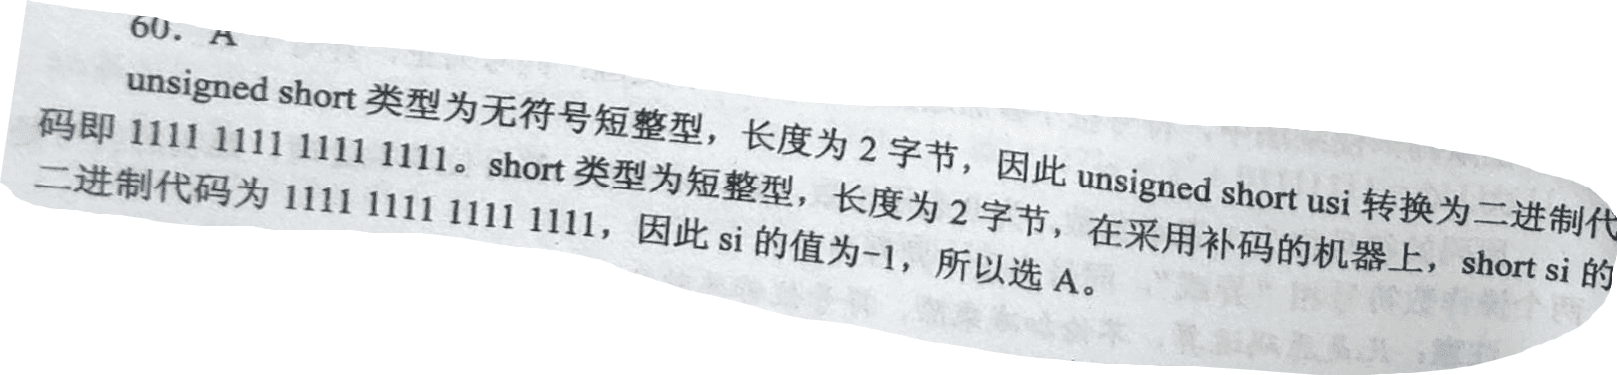 60. A
unsigned short 类型为无符号短整型，长度为 2 字节，因此 unsigned short usi 转换为二进制代
码即 1111 1111 1111 1111。short 类型为短整型，长度为 2 字节，在采用补码的机器上，short si 的
二进制代码为 1111 1111 1111 1111，因此 si 的值为-1，所以选 A。